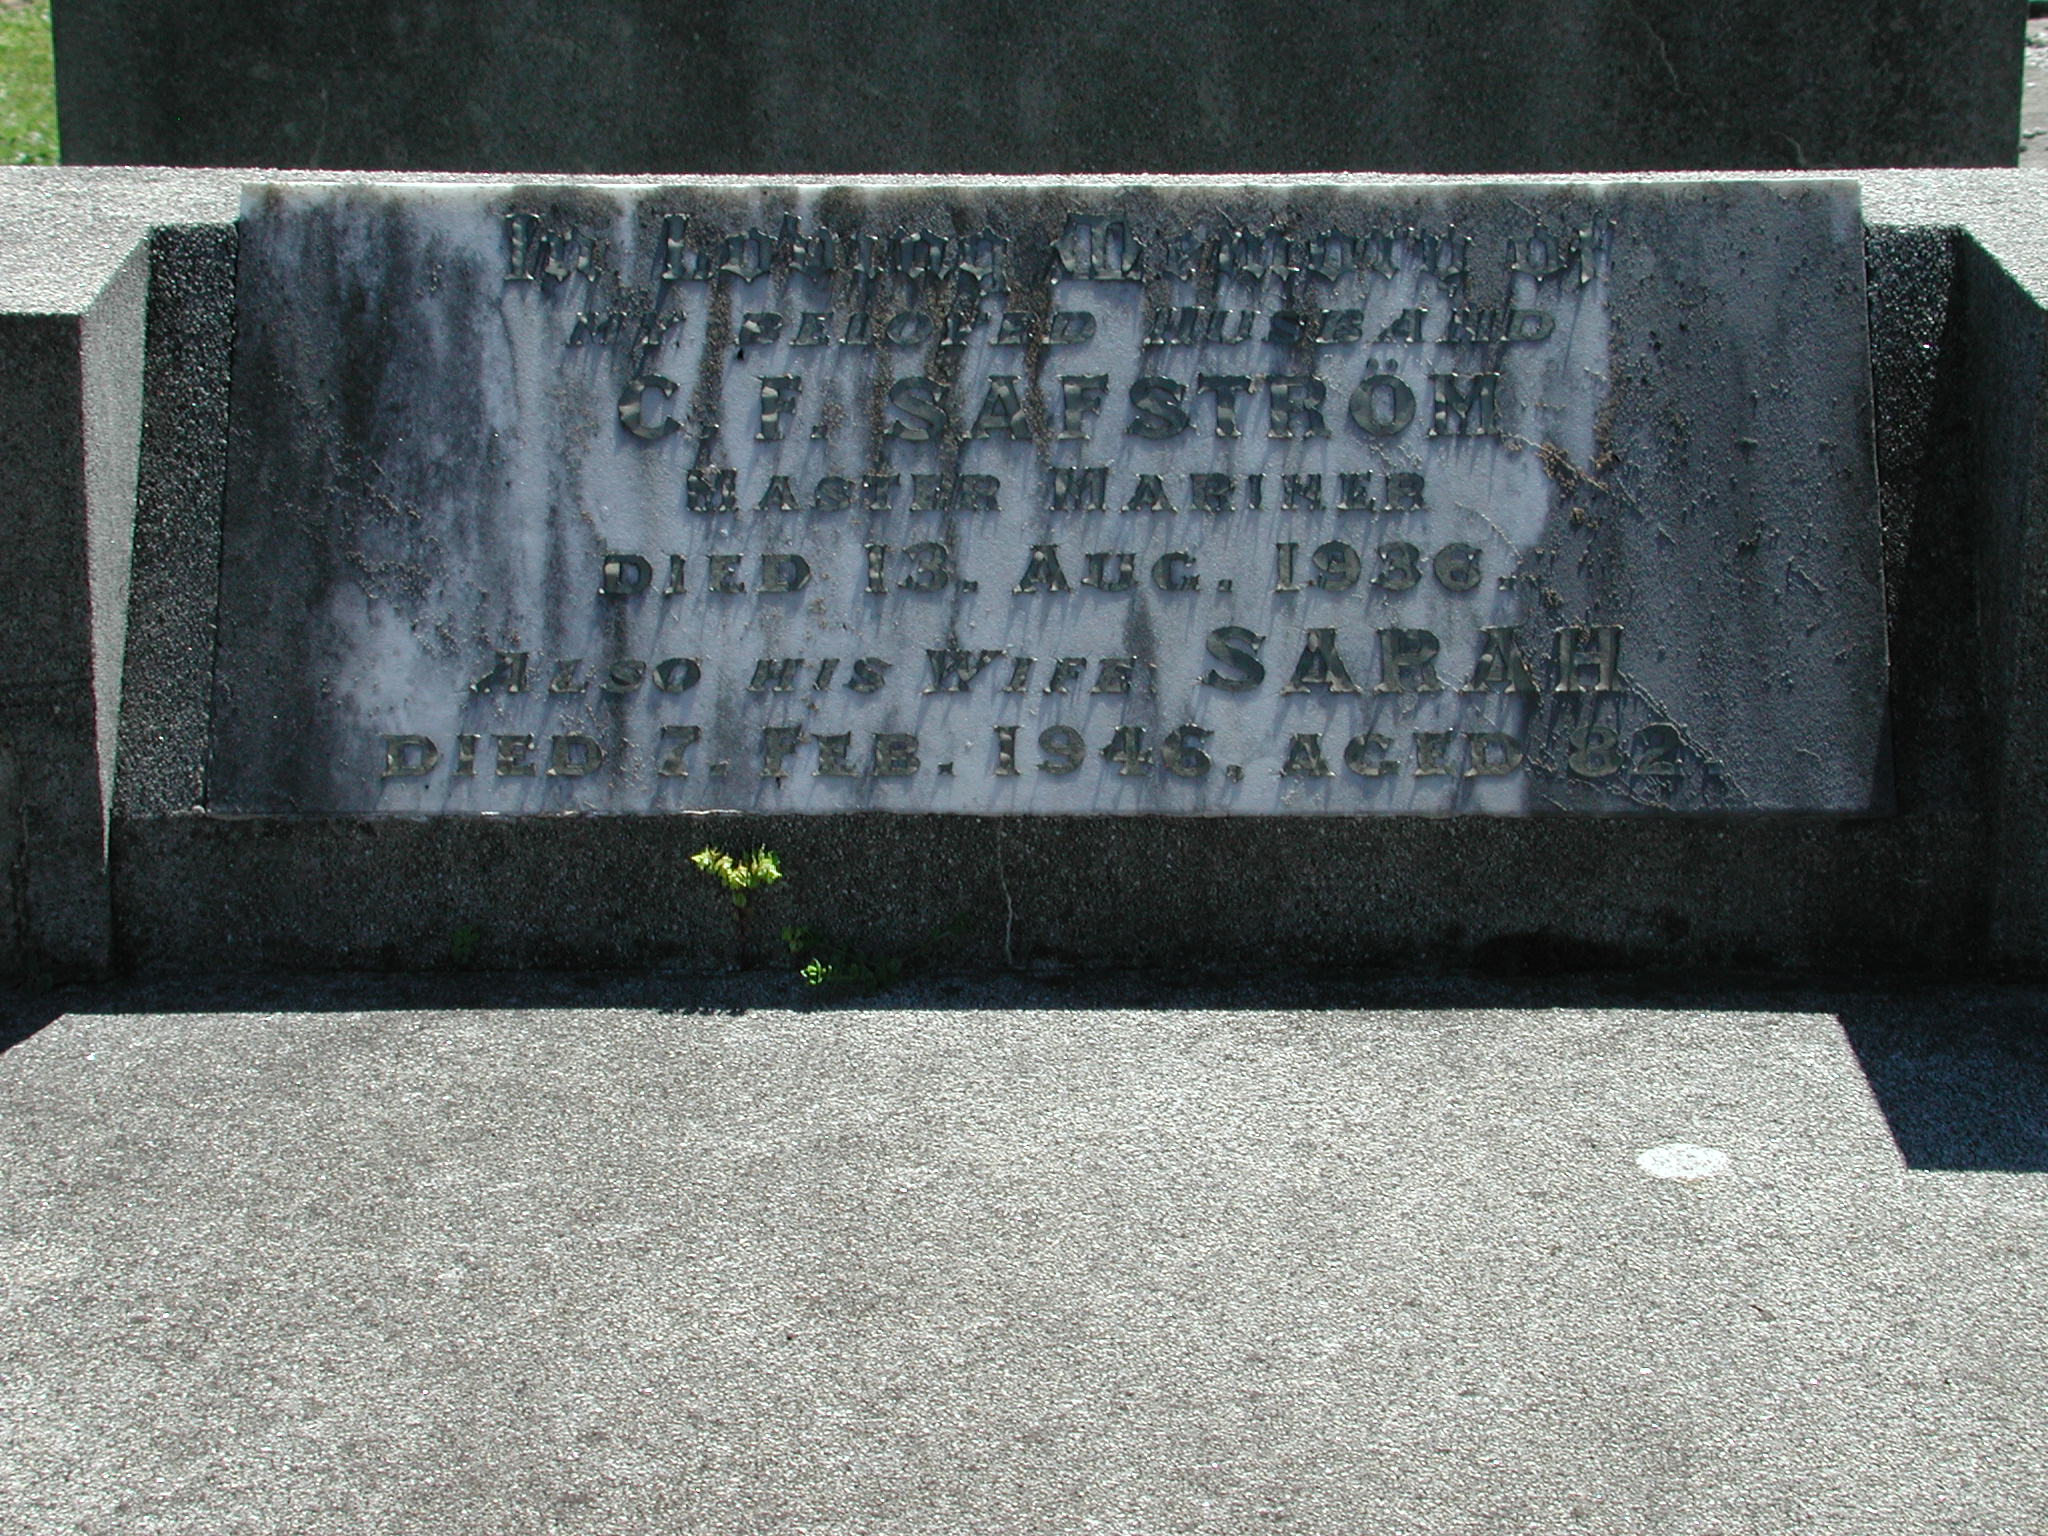 In Loving Memory of
MY BELOVED HUSBAND
C. F. SAFSTRÖM
MASTER MARINER
DIED 13. AUG. 1936.
ALSO HIS WIFE SARAH
DIED 7. FEB. 1946, AGED 82.